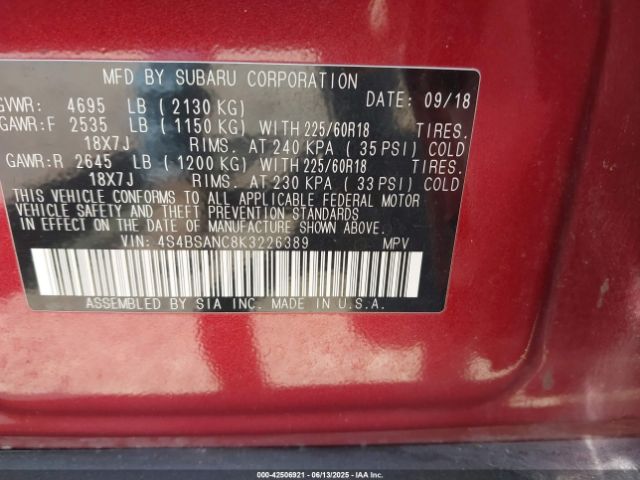 MFD BY SUBARU CORPORATION
GVWR: 4695 LB ( 2130 KG) DATE: 09/18
GAWR:F 2535 LB ( 1150 KG) WITH 225/60R18 TIRES.
18X7J RIMS. AT 240 KPA ( 35 PSI) COLD
GAWR:R 2645 LB ( 1200 KG) WITH 225/60R18 TIRES.
18X7J RIMS. AT 230 KPA ( 33 PSI) COLD
THIS VEHICLE CONFORMS TO ALL APPLICABLE FEDERAL MOTOR
VEHICLE SAFETY AND THEFT PREVENTION STANDARDS
IN EFFECT ON THE DATE OF MANUFACTURE SHOWN ABOVE.
VIN: 4S4BSANC8K3226389 MPV
ASSEMBLED BY SIA INC. MADE IN U.S.A.
000-42506921 - 06/13/2025 - IAAI.com